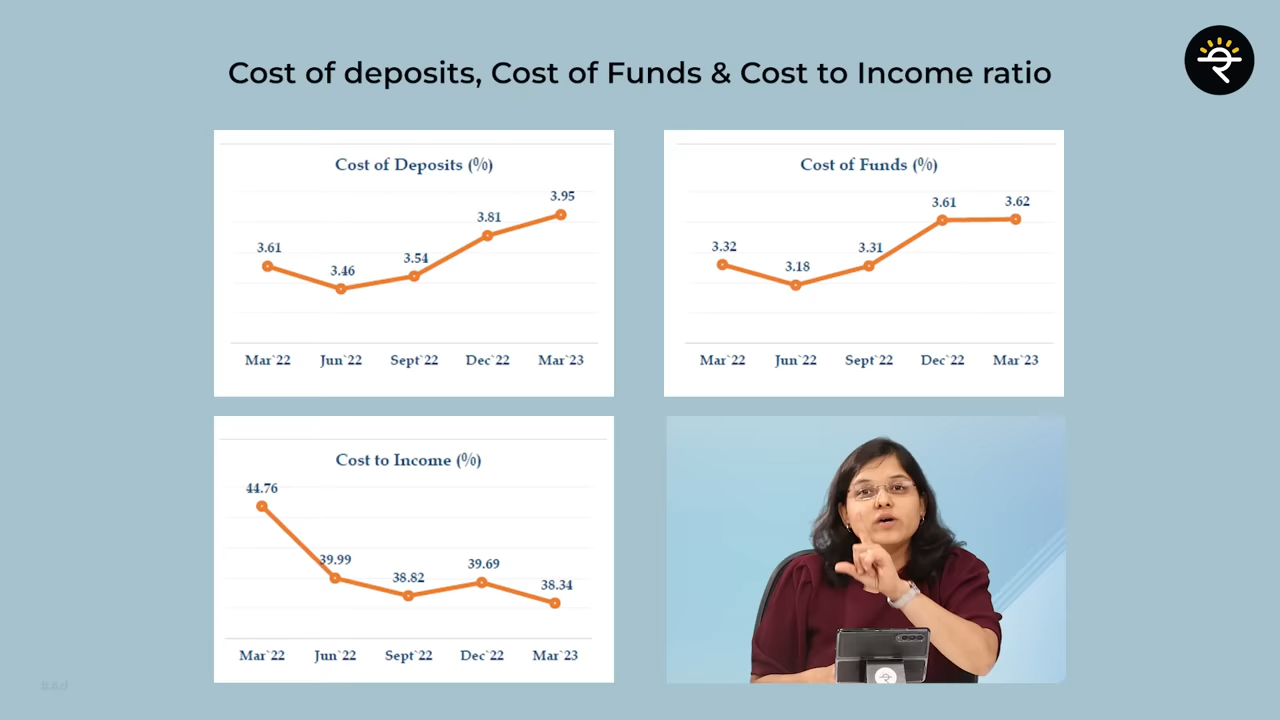 Cost of deposits, Cost of Funds & Cost to Income ratio
Cost of Deposits (%)
3.61
3.46
3.54
3.81
3.95
Mar`22 Jun`22 Sept`22 Dec`22 Mar`23
Cost of Funds (%)
3.32
3.18
3.31
3.61
3.62
Mar`22 Jun`22 Sept`22 Dec`22 Mar`23
Cost to Income (%)
44.76
39.99
38.82
39.69
38.34
Mar`22 Jun`22 Sept`22 Dec`22 Mar`23